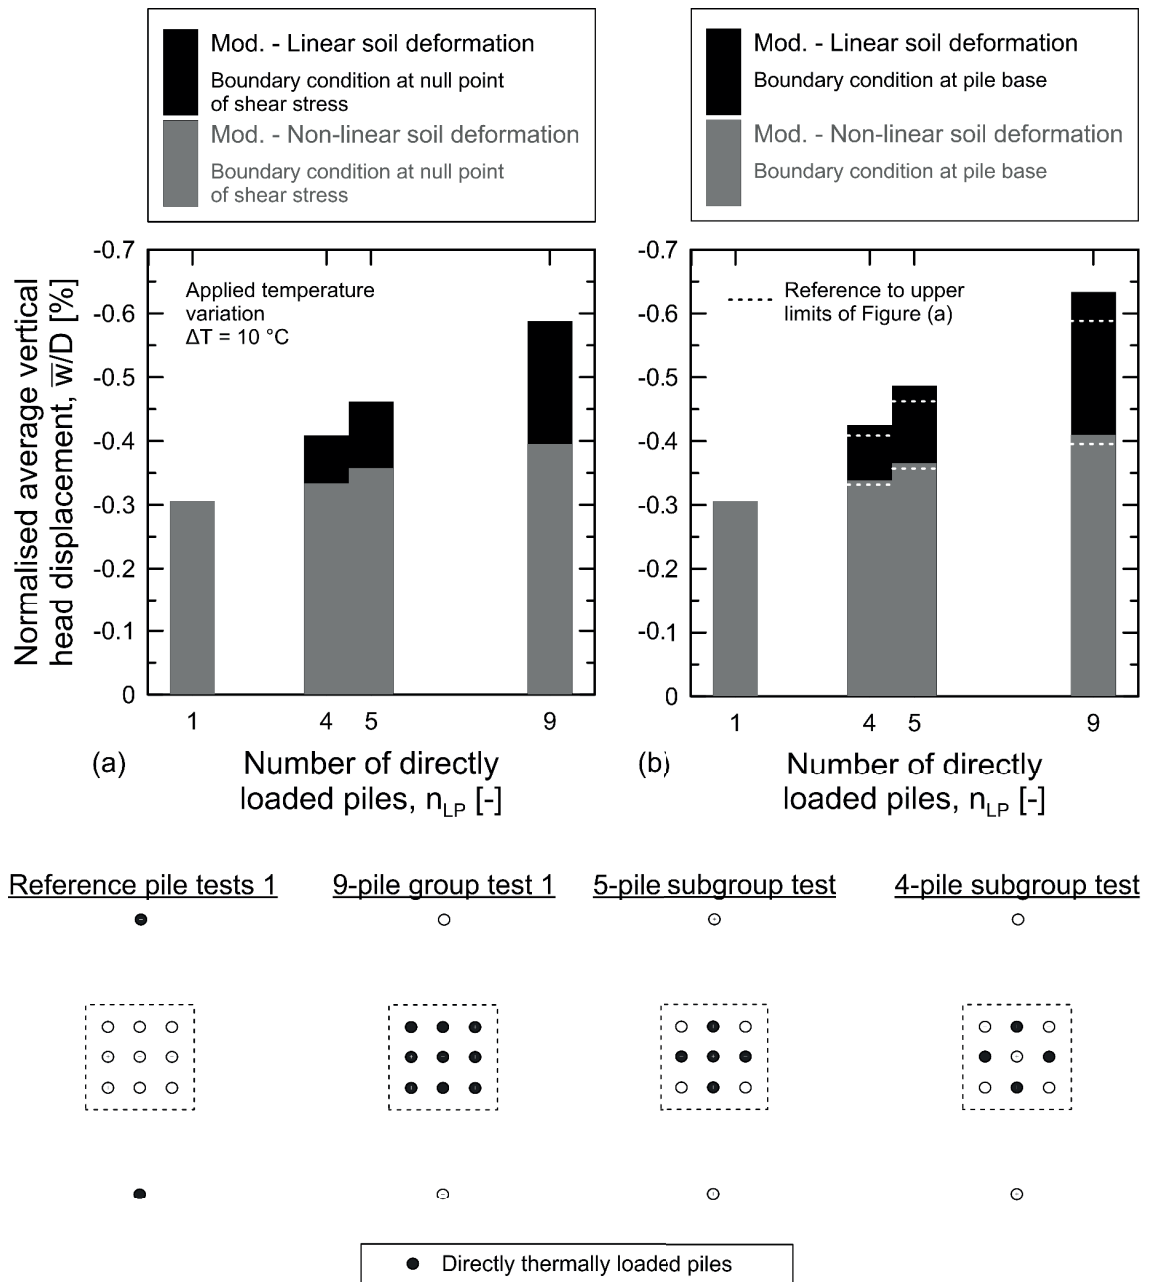 Mod. - Linear soil deformation
Boundary condition at null point
of shear stress
Mod. - Non-linear soil deformation
Boundary condition at null point
of shear stress
Mod. - Linear soil deformation
Boundary condition at pile base
Mod. - Non-linear soil deformation
Boundary condition at pile base
Normalised average vertical
head displacement, w̅/D [%]
-0.7
-0.6
-0.5
-0.4
-0.3
-0.2
-0.1
0
Applied temperature
variation
ΔT = 10 °C
1 4 5 9
(a)
Number of directly
loaded piles, n_LP [-]
-0.7
-0.6
-0.5
-0.4
-0.3
-0.2
-0.1
0
Reference to upper
limits of Figure (a)
1 4 5 9
(b)
Number of directly
loaded piles, n_LP [-]
Reference pile tests 1
9-pile group test 1
5-pile subgroup test
4-pile subgroup test
Directly thermally loaded piles